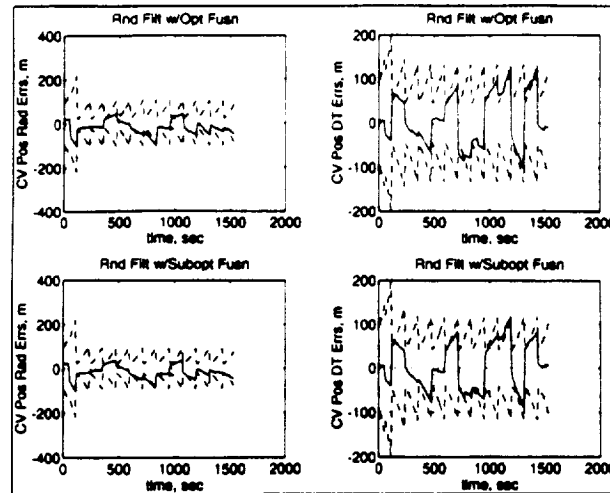 Rnd Filt w/Opt Fusn
CV Pos Rad Errs, m
400
200
0
-200
-400
0 500 1000 1500 2000
time, sec
Rnd Filt w/Opt Fusn
CV Pos DT Errs, m
200
100
0
-100
-200
0 500 1000 1500 2000
time, sec
Rnd Filt w/Subopt Fusn
CV Pos Rad Errs, m
400
200
0
-200
-400
0 500 1000 1500 2000
time, sec
Rnd Filt w/Subopt Fusn
CV Pos DT Errs, m
200
100
0
-100
-200
0 500 1000 1500 2000
time, sec